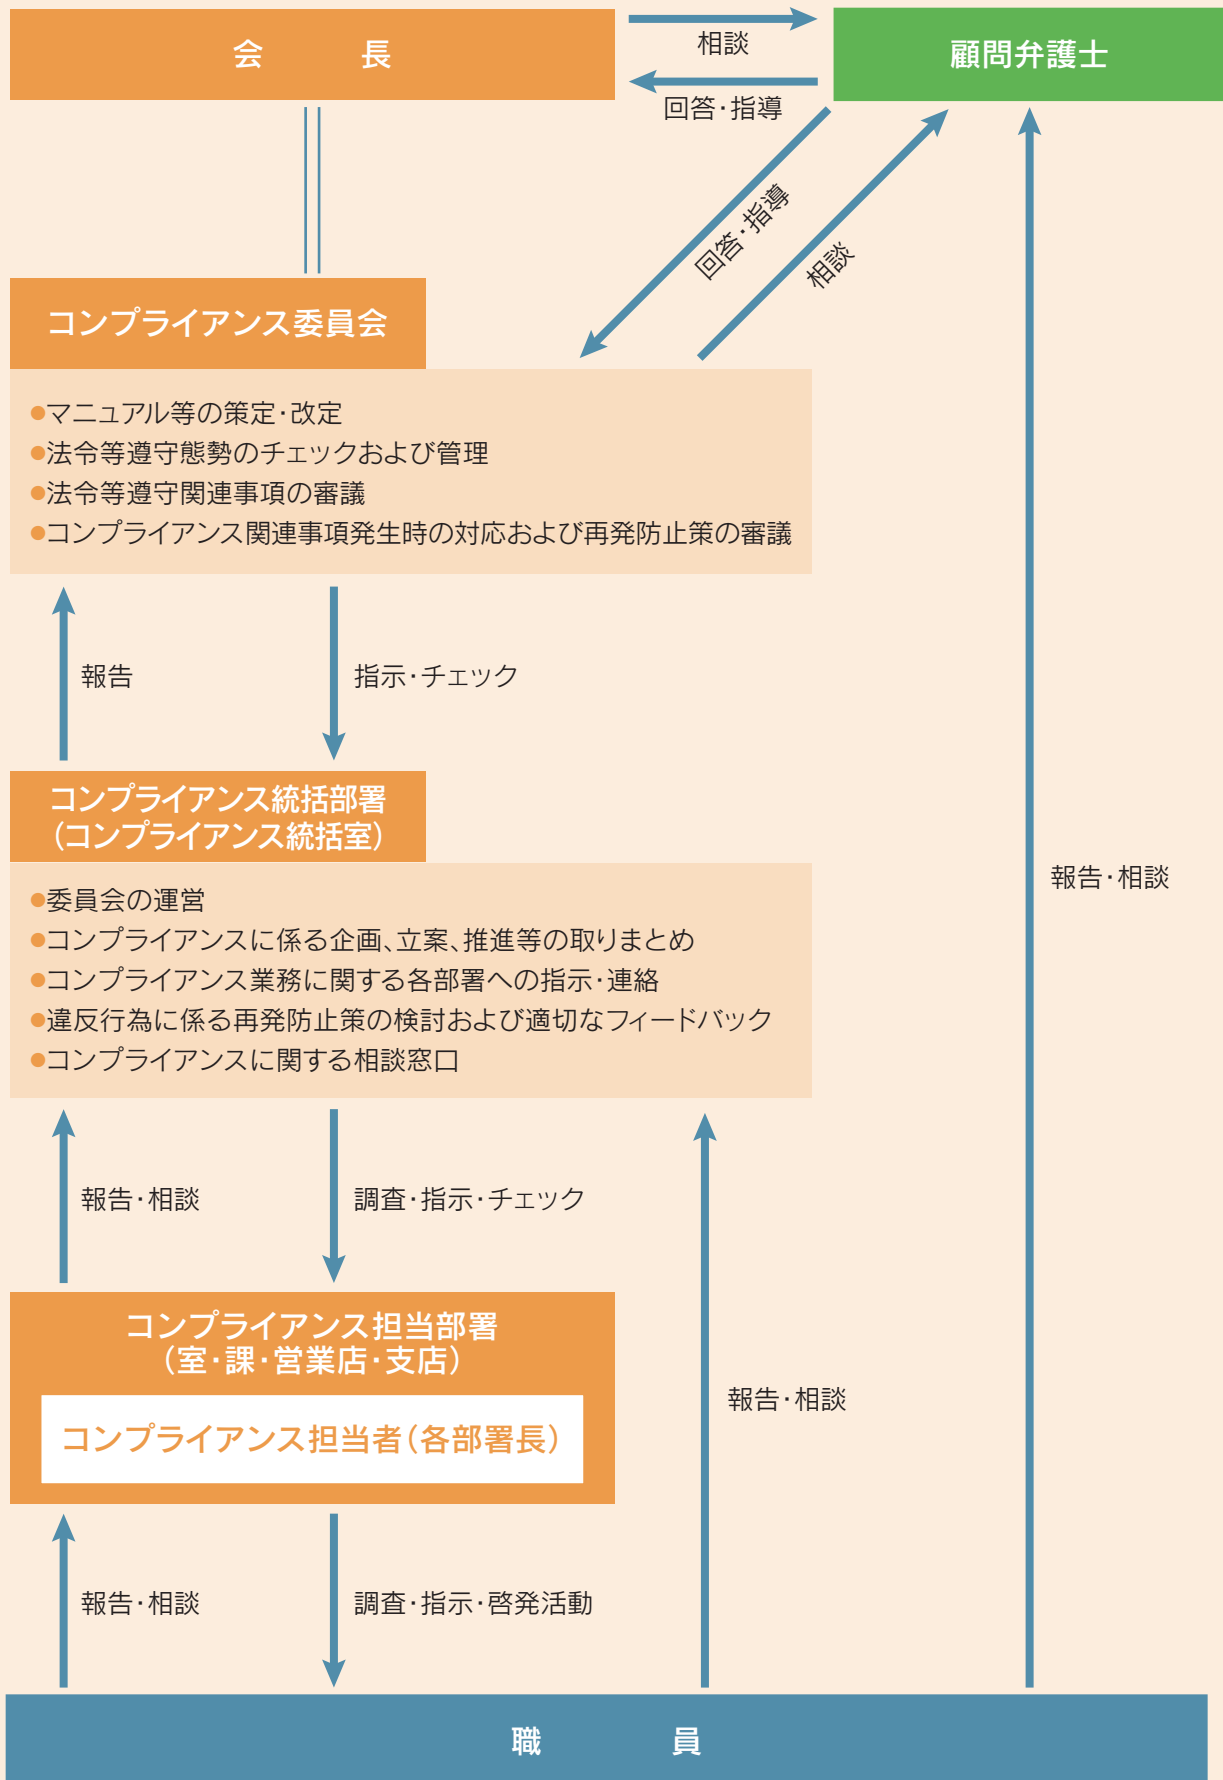 会　長
相談
顧問弁護士
回答・指導
回答・指導
相談
コンプライアンス委員会
●マニュアル等の策定・改定
●法令等遵守態勢のチェックおよび管理
●法令等遵守関連事項の審議
●コンプライアンス関連事項発生時の対応および再発防止策の審議
報告
指示・チェック
コンプライアンス統括部署
（コンプライアンス統括室）
●委員会の運営
●コンプライアンスに係る企画、立案、推進等の取りまとめ
●コンプライアンス業務に関する各部署への指示・連絡
●違反行為に係る再発防止策の検討および適切なフィードバック
●コンプライアンスに関する相談窓口
報告・相談
報告・相談
調査・指示・チェック
コンプライアンス担当部署
（室・課・営業店・支店）
コンプライアンス担当者（各部署長）
報告・相談
報告・相談
調査・指示・啓発活動
職　員